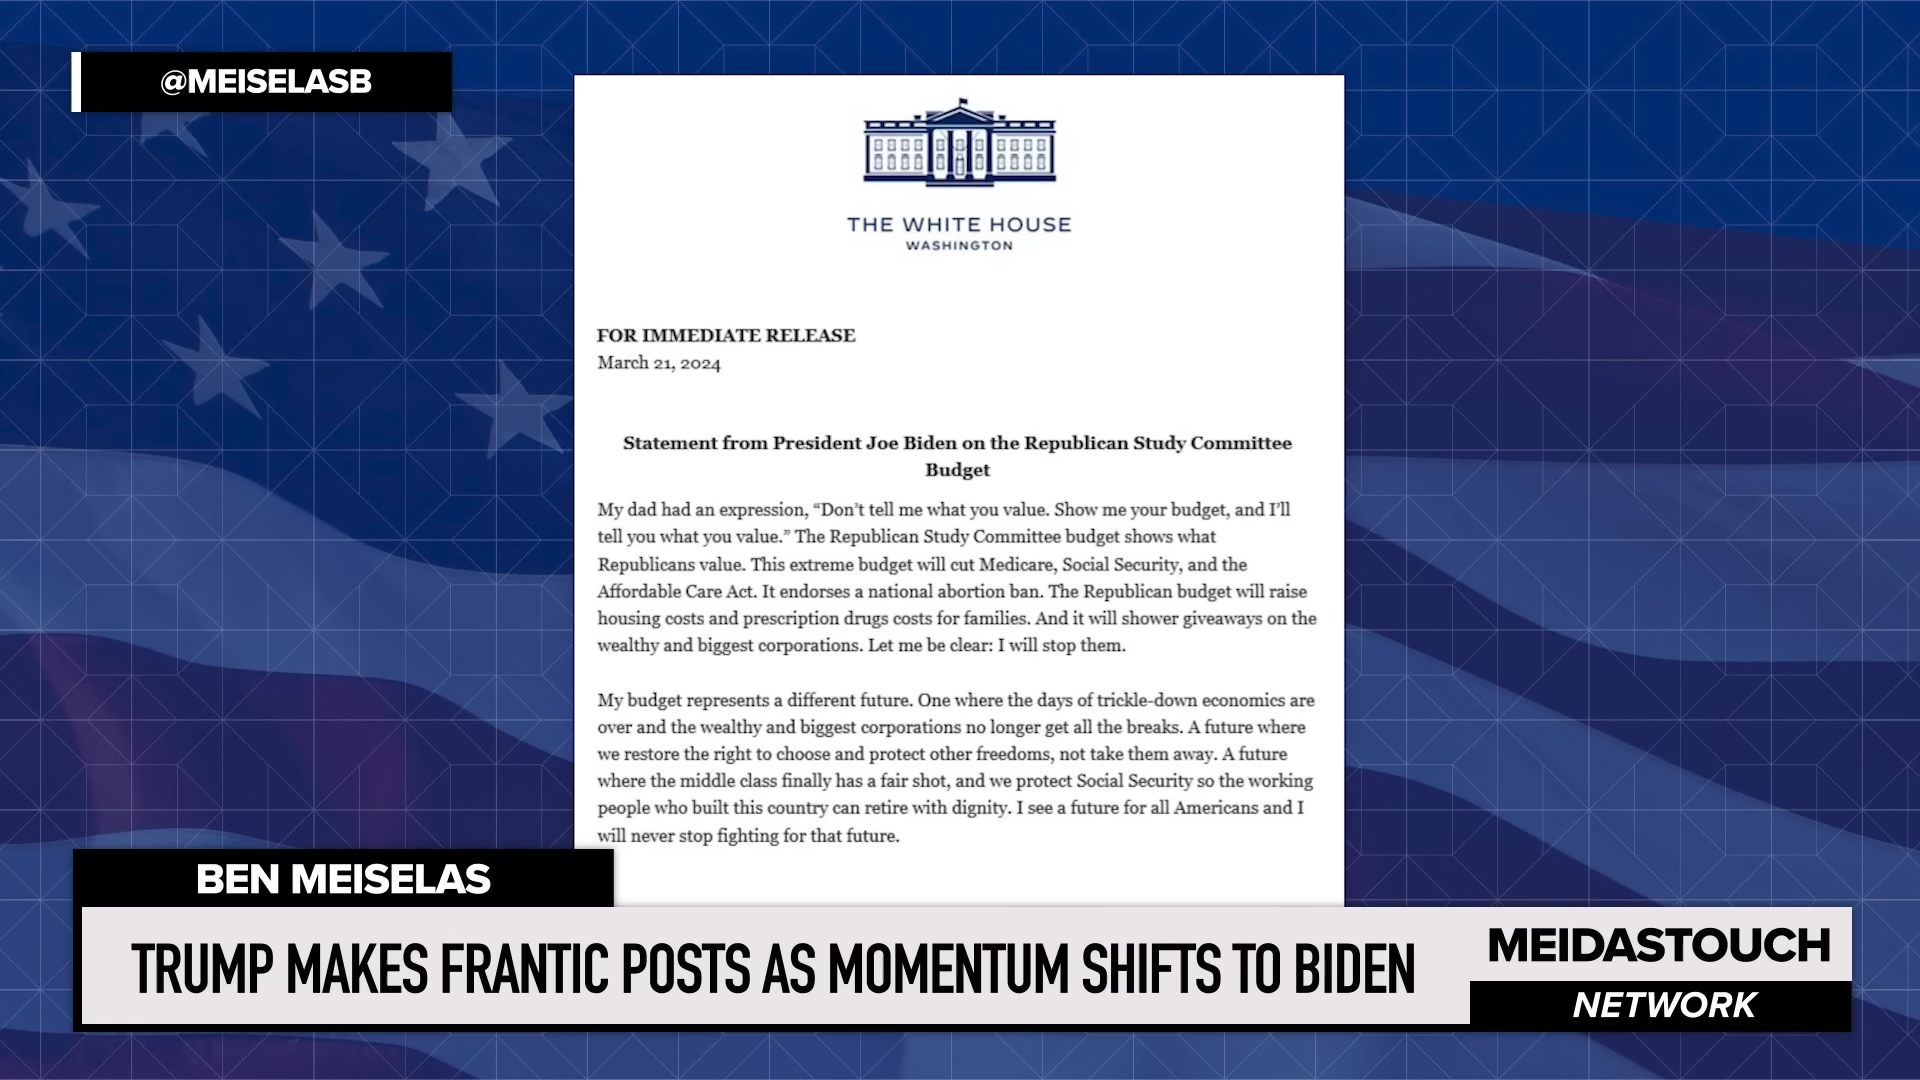 @MEISELASB
THE WHITE HOUSE
WASHINGTON
FOR IMMEDIATE RELEASE
March 21, 2024
Statement from President Joe Biden on the Republican Study Committee
Budget
My dad had an expression, “Don’t tell me what you value. Show me your budget, and I’ll
tell you what you value.” The Republican Study Committee budget shows what
Republicans value. This extreme budget will cut Medicare, Social Security, and the
Affordable Care Act. It endorses a national abortion ban. The Republican budget will raise
housing costs and prescription drugs costs for families. And it will shower giveaways on the
wealthy and biggest corporations. Let me be clear: I will stop them.
My budget represents a different future. One where the days of trickle-down economics are
over and the wealthy and biggest corporations no longer get all the breaks. A future where
we restore the right to choose and protect other freedoms, not take them away. A future
where the middle class finally has a fair shot, and we protect Social Security so the working
people who built this country can retire with dignity. I see a future for all Americans and I
will never stop fighting for that future.
BEN MEISELAS
TRUMP MAKES FRANTIC POSTS AS MOMENTUM SHIFTS TO BIDEN
MEIDASTOUCH
NETWORK